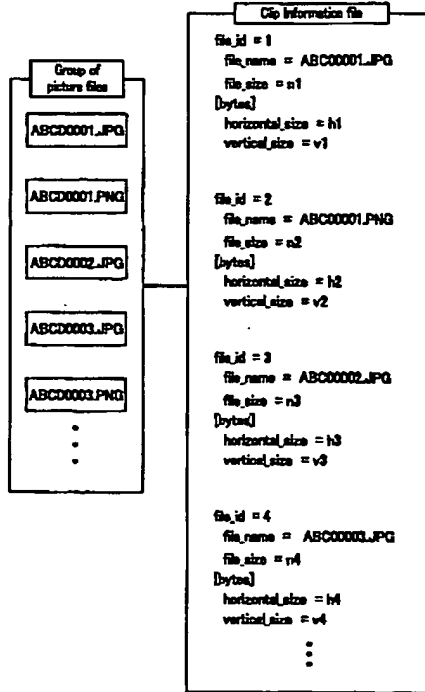 Group of
picture files
ABCD0001.JPG
ABCD0001.PNG
ABCD0002.JPG
ABCD0003.JPG
ABCD0003.PNG
Clip Information file
file_id = 1
file_name = ABC00001.JPG
file_size = n1
[bytes]
horizontal_size = h1
vertical_size = v1
file_id = 2
file_name = ABC00001.PNG
file_size = n2
[bytes]
horizontal_size = h2
vertical_size = v2
file_id = 3
file_name = ABC00002.JPG
file_size = n3
[bytes]
horizontal_size = h3
vertical_size = v3
file_id = 4
file_name = ABC00003.JPG
file_size = n4
[bytes]
horizontal_size = h4
vertical_size = v4